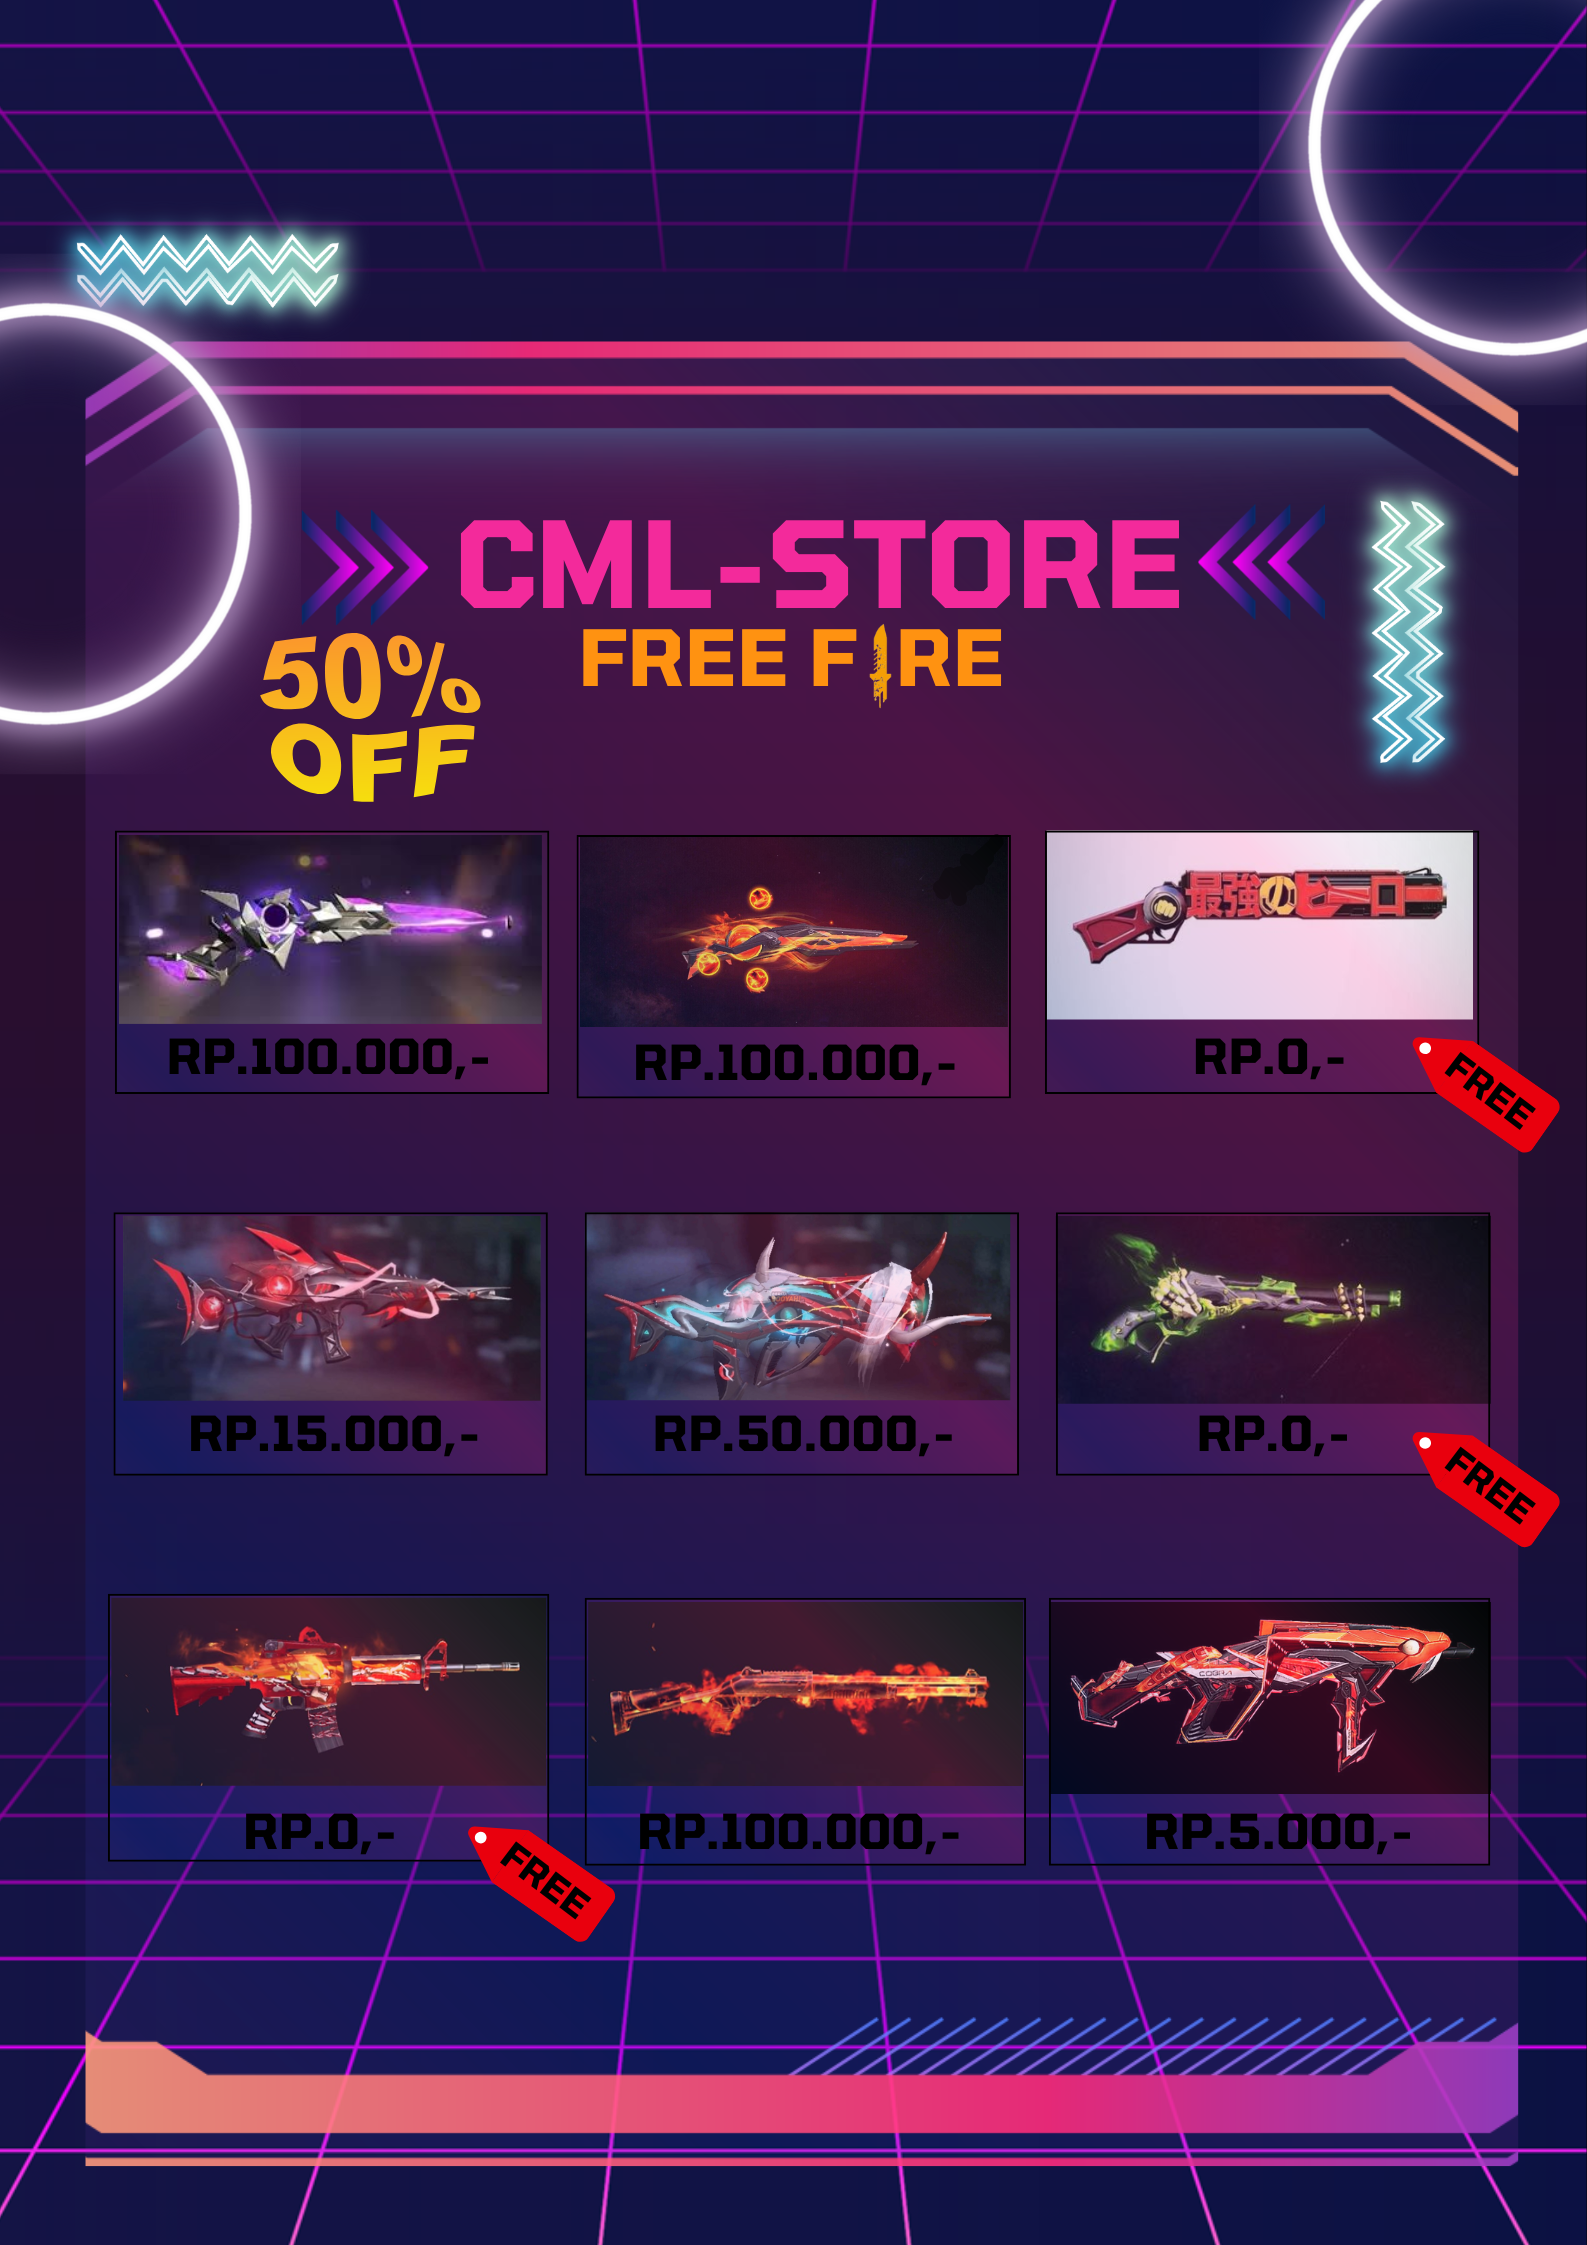 CML-STORE
FREE FIRE
50%
OFF
最強のヒーロー
RP.100.000,-
RP.100.000,-
RP.0,-
FREE
RP.15.000,-
RP.50.000,-
RP.0,-
FREE
COBRA
RP.0,-
FREE
RP.100.000,-
RP.5.000,-